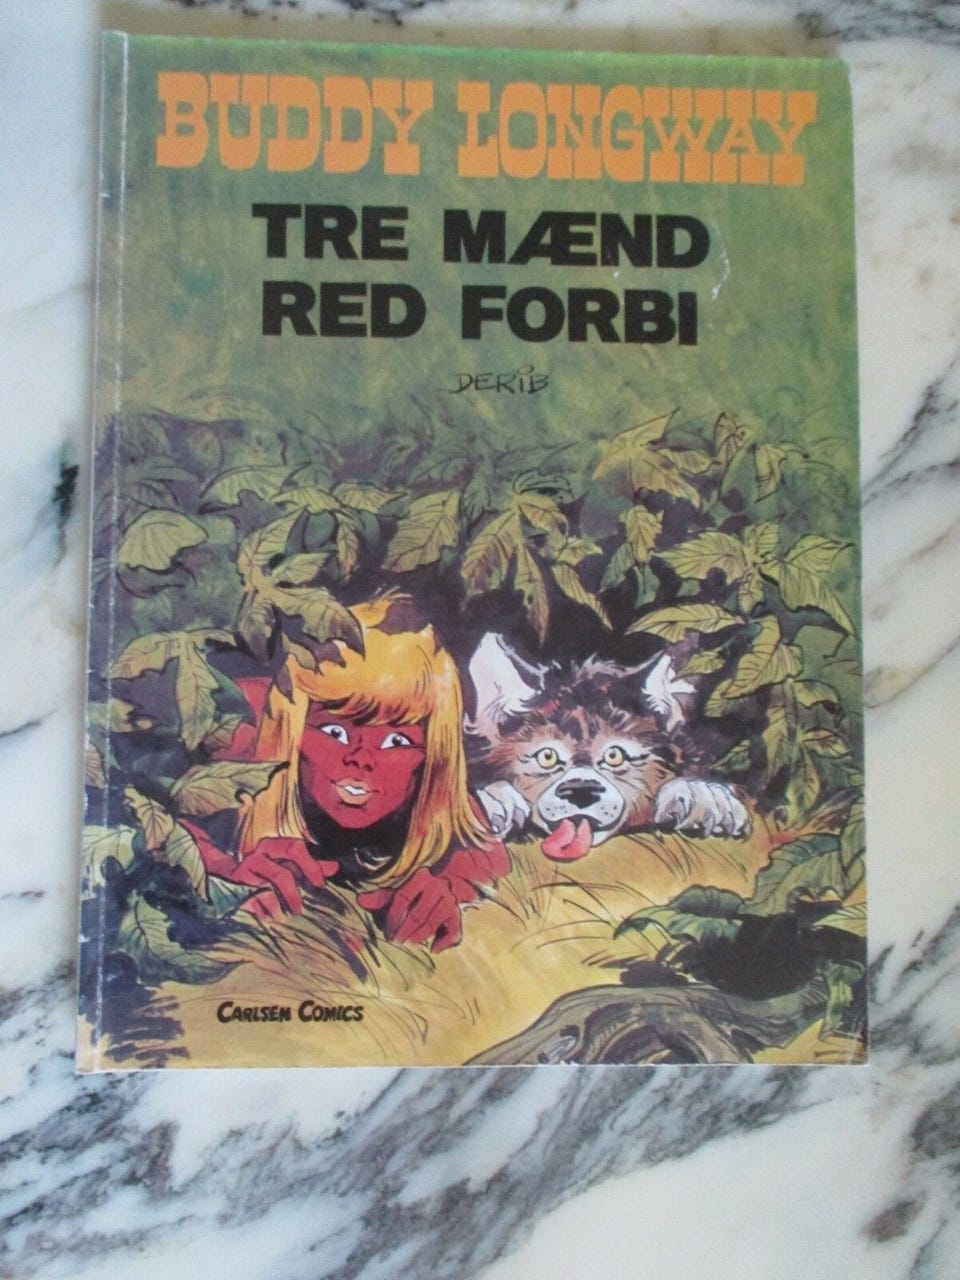 BUDDY LONGWAY
TRE MÆND
RED FORBI
DERIB
CARLSEN COMICS